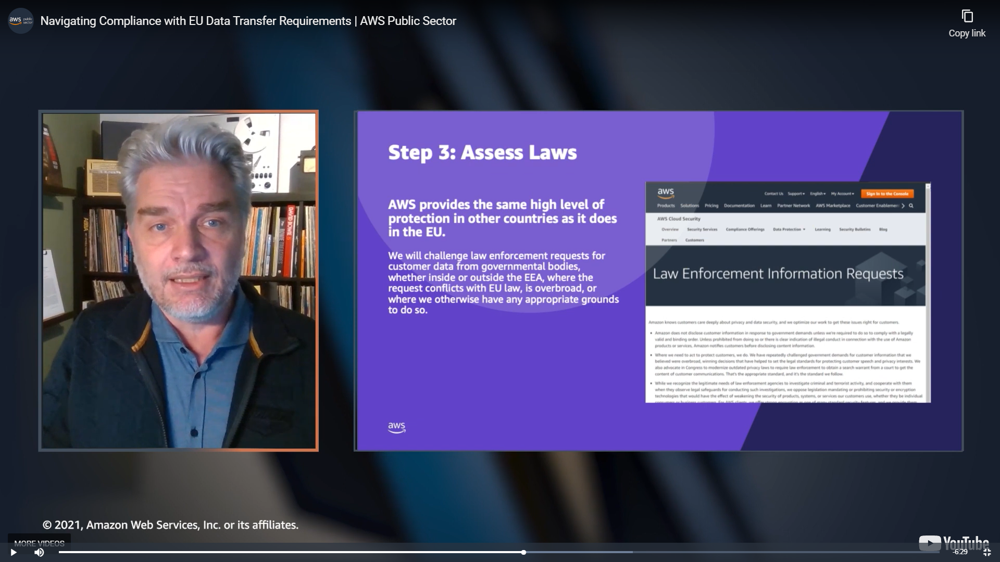 aws public sector
Navigating Compliance with EU Data Transfer Requirements | AWS Public Sector
Copy link
ABBA
DAVID BOWIE
Step 3: Assess Laws
AWS provides the same high level of
protection in other countries as it does
in the EU.
We will challenge law enforcement requests for
customer data from governmental bodies,
whether inside or outside the EEA, where the
request conflicts with EU law, is overbroad, or
where we otherwise have any appropriate grounds
to do so.
aws
aws
Contact Us Support English My Account Sign In to the Console
Products Solutions Pricing Documentation Learn Partner Network AWS Marketplace Customer Enablemen
AWS Cloud Security
Overview Security Services Compliance Offerings Data Protection Learning Security Bulletins Blog
Partners Customers
Law Enforcement Information Requests
Amazon knows customers care deeply about privacy and data security, and we optimize our work to get these issues right for customers.
• Amazon does not disclose customer information in response to government demands unless we're required to do so to comply with a legally
valid and binding order. Unless prohibited from doing so or there is clear indication of illegal conduct in connection with the use of Amazon
products or services, Amazon notifies customers before disclosing content information.
• Where we need to act to protect customers, we do. We have repeatedly challenged government demands for customer information that we
believed were overbroad, winning decisions that have helped to set the legal standards for protecting customer speech and privacy interests. We
also advocate in Congress to modernize outdated privacy laws to require law enforcement to obtain a search warrant from a court to get the
content of customer communications. That's the appropriate standard, and it's the standard we follow.
• While we recognize the legitimate needs of law enforcement agencies to investigate criminal and terrorist activity, and cooperate with them
when they observe legal safeguards for conducting such investigations, we oppose legislation mandating or prohibiting security or encryption
technologies that would have the effect of weakening the security of products, systems, or services our customers use, whether they be individual
© 2021, Amazon Web Services, Inc. or its affiliates.
MORE VIDEOS
YouTube
-6:29